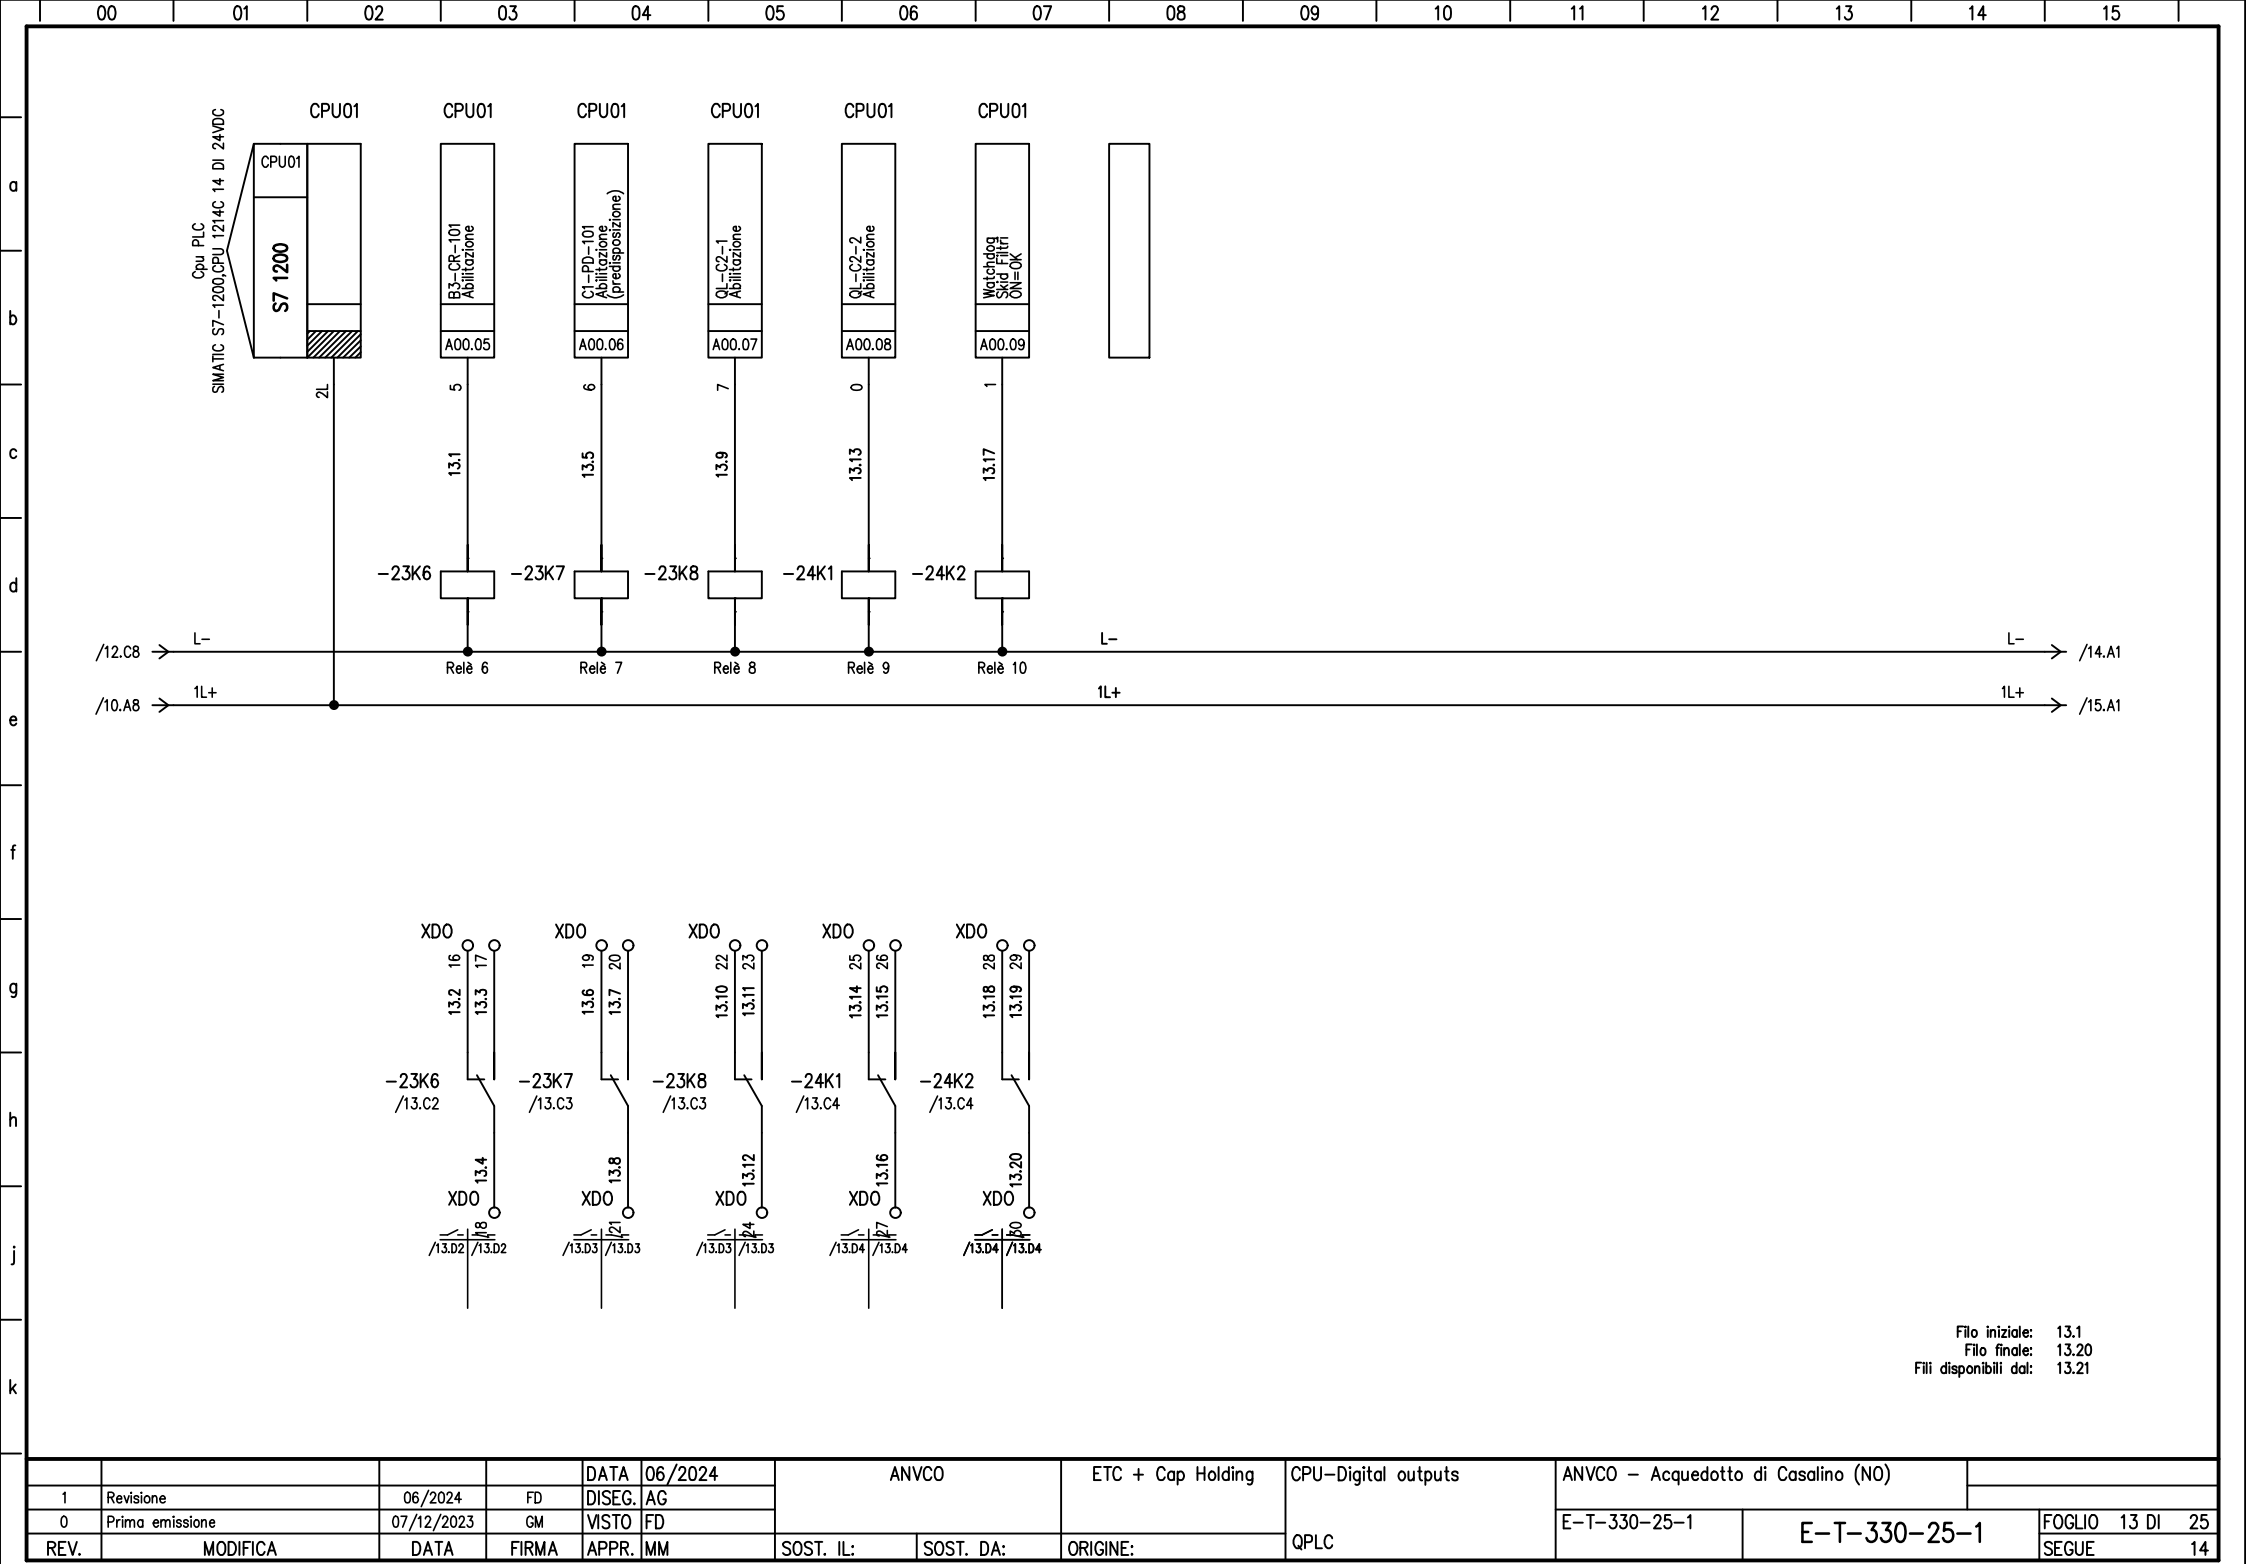 00 01 02 03 04 05 06 07 08 09 10 11 12 13 14 15
a
b
c
d
e
f
g
h
j
k
Cpu PLC
SIMATIC S7-1200,CPU 1214C 14 DI 24VDC
CPU01
S7 1200
CPU01 CPU01 CPU01 CPU01 CPU01 CPU01
B3-CR-101
Abilitazione
C1-PD-101
Abilitazione
(predisposizione)
QL-C2-1
Abilitazione
QL-C2-2
Abilitazione
Watchdog
Skid Filtri
ON=OK
A00.05 A00.06 A00.07 A00.08 A00.09
2L 5 6 7 0 1
13.1 13.5 13.9 13.13 13.17
-23K6 -23K7 -23K8 -24K1 -24K2
/12.C8 L- L- L- /14.A1
Relè 6 Relè 7 Relè 8 Relè 9 Relè 10
/10.A8 1L+ 1L+ 1L+ /15.A1
XDO XDO XDO XDO XDO
16 17 19 20 22 23 25 26 28 29
13.2 13.3 13.6 13.7 13.10 13.11 13.14 13.15 13.18 13.19
-23K6 -23K7 -23K8 -24K1 -24K2
/13.C2 /13.C3 /13.C3 /13.C4 /13.C4
13.4 13.8 13.12 13.16 13.20
XDO XDO XDO XDO XDO
18 21 24 27 30
/13.D2 /13.D2 /13.D3 /13.D3 /13.D3 /13.D3 /13.D4 /13.D4 /13.D4 /13.D4
Filo iniziale: 13.1
Filo finale: 13.20
Fili disponibili dal: 13.21
DATA 06/2024 ANVCO ETC + Cap Holding CPU-Digital outputs ANVCO - Acquedotto di Casalino (NO)
1 Revisione 06/2024 FD DISEG. AG
0 Prima emissione 07/12/2023 GM VISTO FD E-T-330-25-1 E-T-330-25-1 FOGLIO 13 DI 25
REV. MODIFICA DATA FIRMA APPR. MM SOST. IL: SOST. DA: ORIGINE: QPLC SEGUE 14